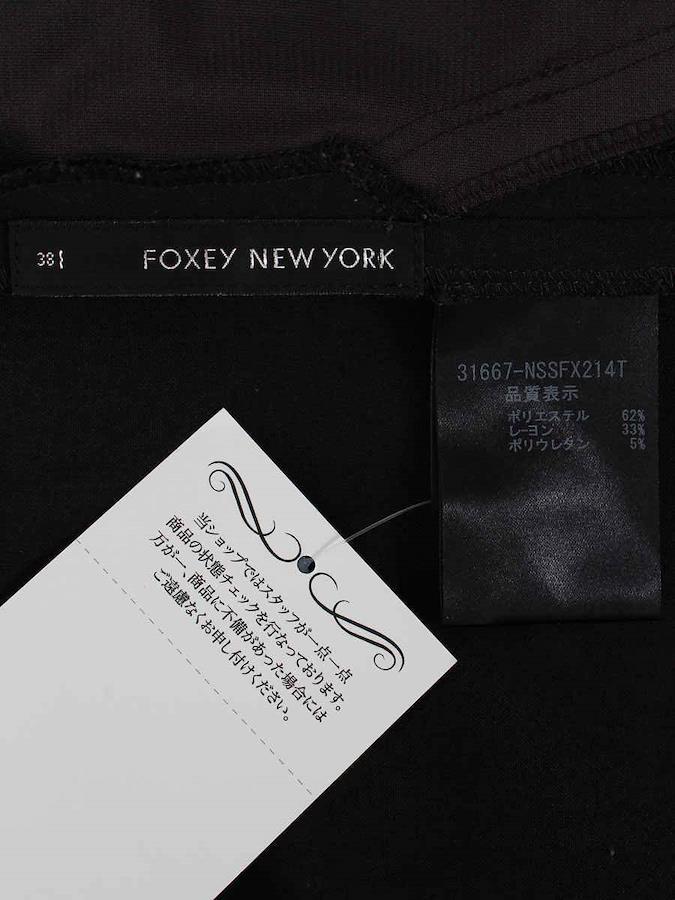 38
FOXEY NEW YORK
31667-NSSFX214T
品質表示
ポリエステル 62%
レーヨン 33%
ポリウレタン 5%
当ショップではスタッフが一点一点
商品の状態チェックを行なっております。
万が一、商品に不備があった場合には
ご遠慮なくお申し付けください。